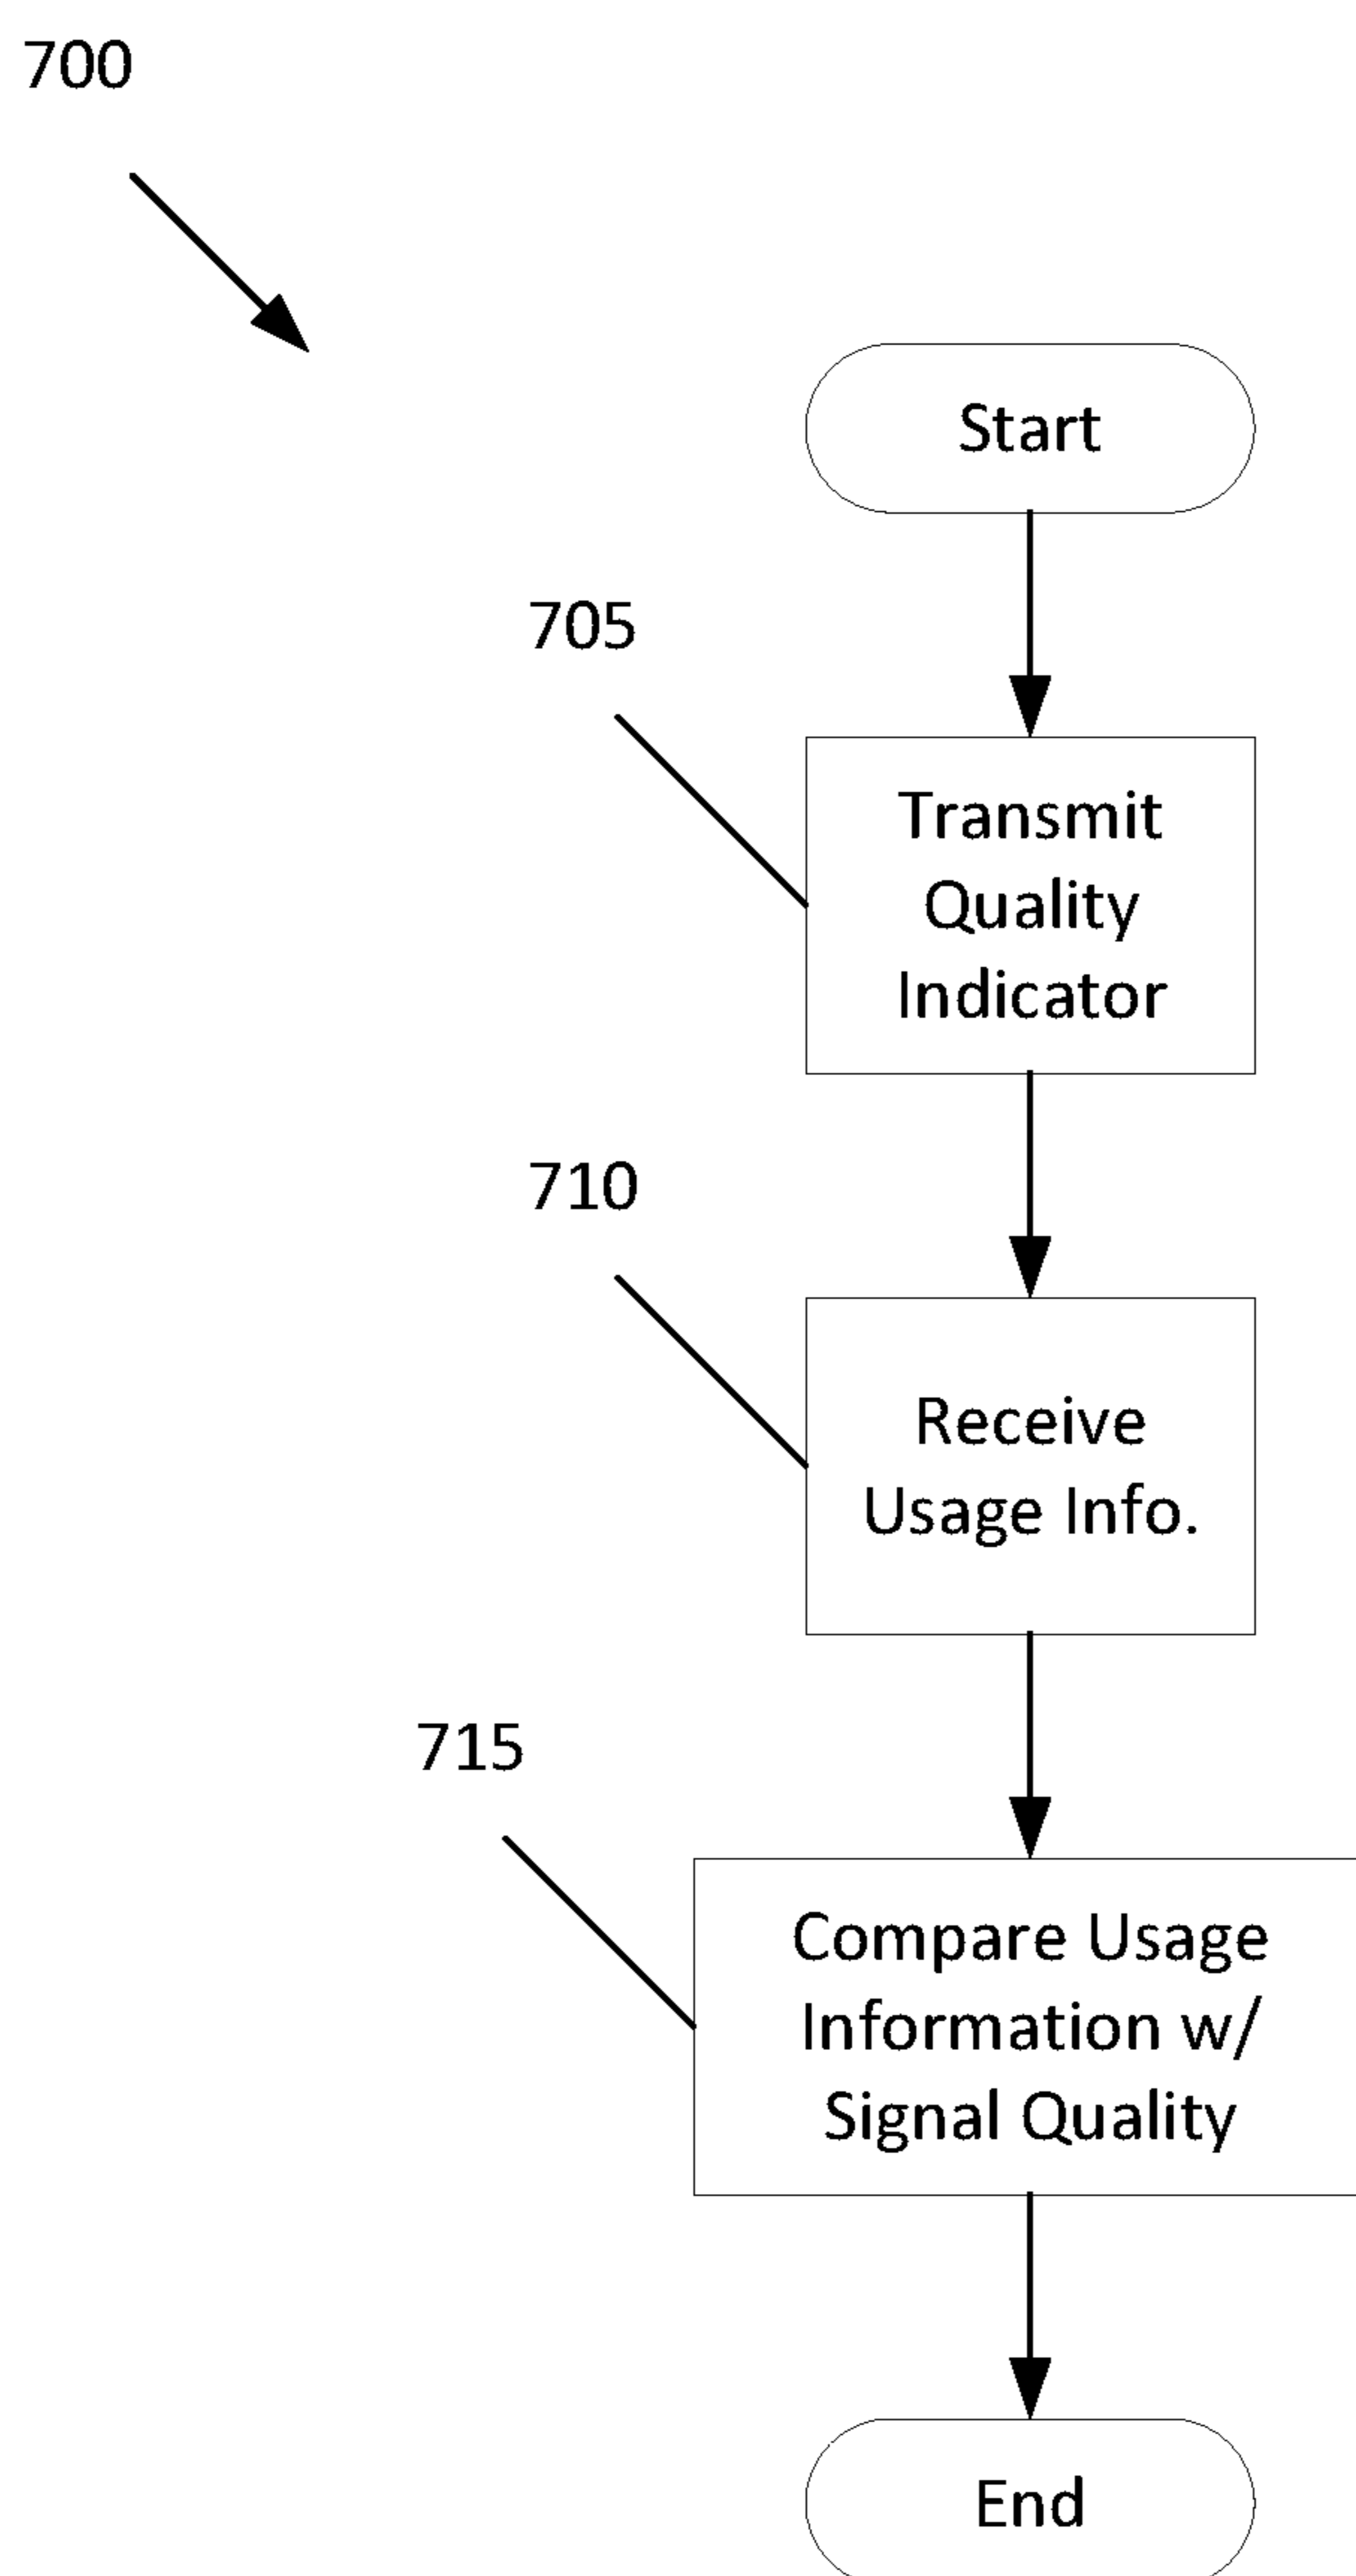 700
Start
705
Transmit
Quality
Indicator
710
Receive
Usage Info.
715
Compare Usage
Information w/
Signal Quality
End